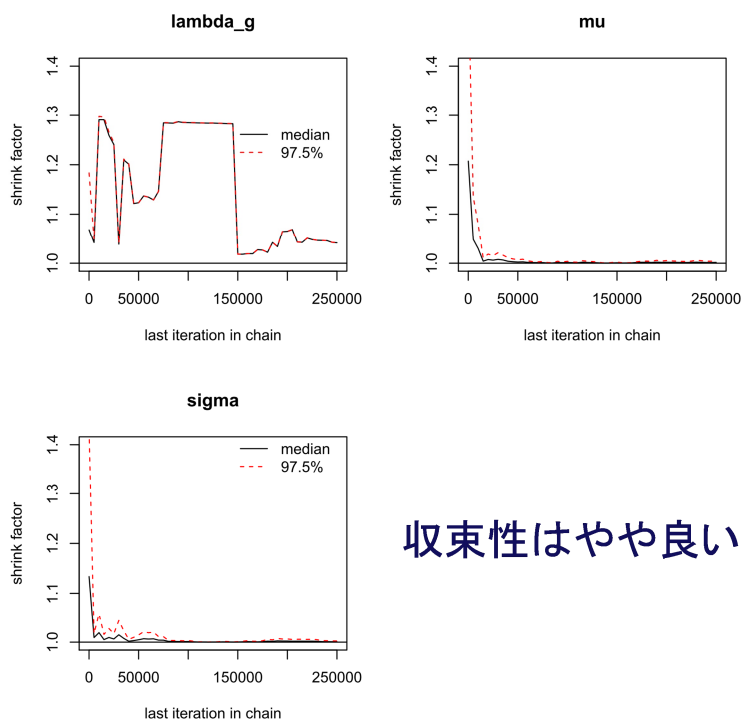 lambda_g
shrink factor
1.0 1.1 1.2 1.3 1.4
median
97.5%
0 50000 150000 250000
last iteration in chain
mu
shrink factor
1.0 1.1 1.2 1.3 1.4
0 50000 150000 250000
last iteration in chain
sigma
shrink factor
1.0 1.1 1.2 1.3 1.4
median
97.5%
0 50000 150000 250000
last iteration in chain
収束性はやや良い